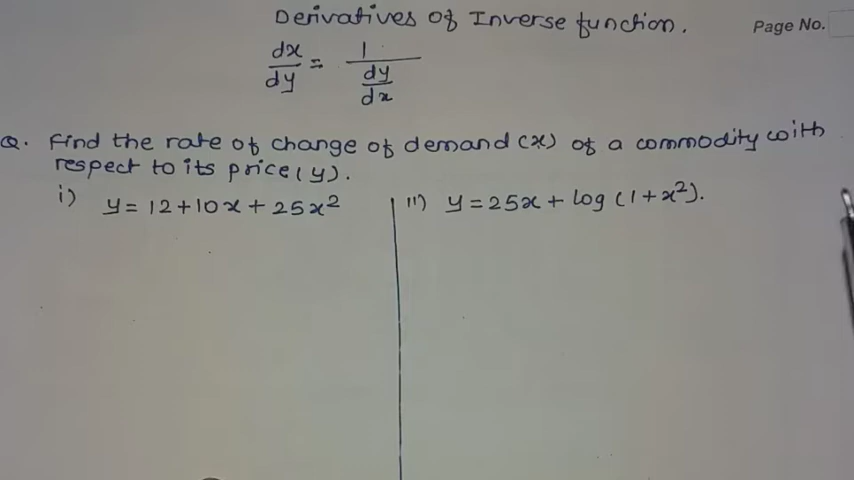 Derivatives of Inverse function.
Page No.
dx/dy = 1/(dy/dx)
Q. Find the rate of change of demand (x) of a commodity with
respect to its price (y).
i) y = 12 + 10x + 25x²
ii) y = 25x + log (1 + x²).